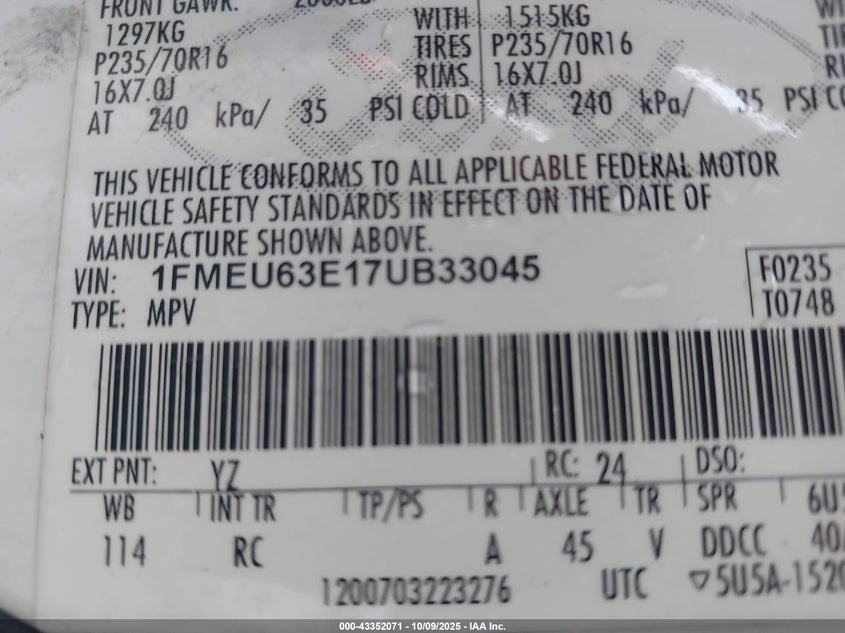 FRONT GAWR:
1297KG WITH 1515KG
P235/70R16 TIRES P235/70R16
16X7.0J RIMS 16X7.0J
AT 240 kPa/ 35 PSI COLD AT 240 kPa/ 35 PSI
THIS VEHICLE CONFORMS TO ALL APPLICABLE FEDERAL MOTOR
VEHICLE SAFETY STANDARDS IN EFFECT ON THE DATE OF
MANUFACTURE SHOWN ABOVE.
VIN: 1FMEU63E17UB33045 F0235
TYPE: MPV T0748
EXT PNT: YZ RC: 24 DSO:
WB INT TR TP/PS R AXLE TR SPR
114 RC A 45 V DDCC
1200703223276 UTC ▽5U5A-1520
000-43352071 - 10/09/2025 - IAA Inc.